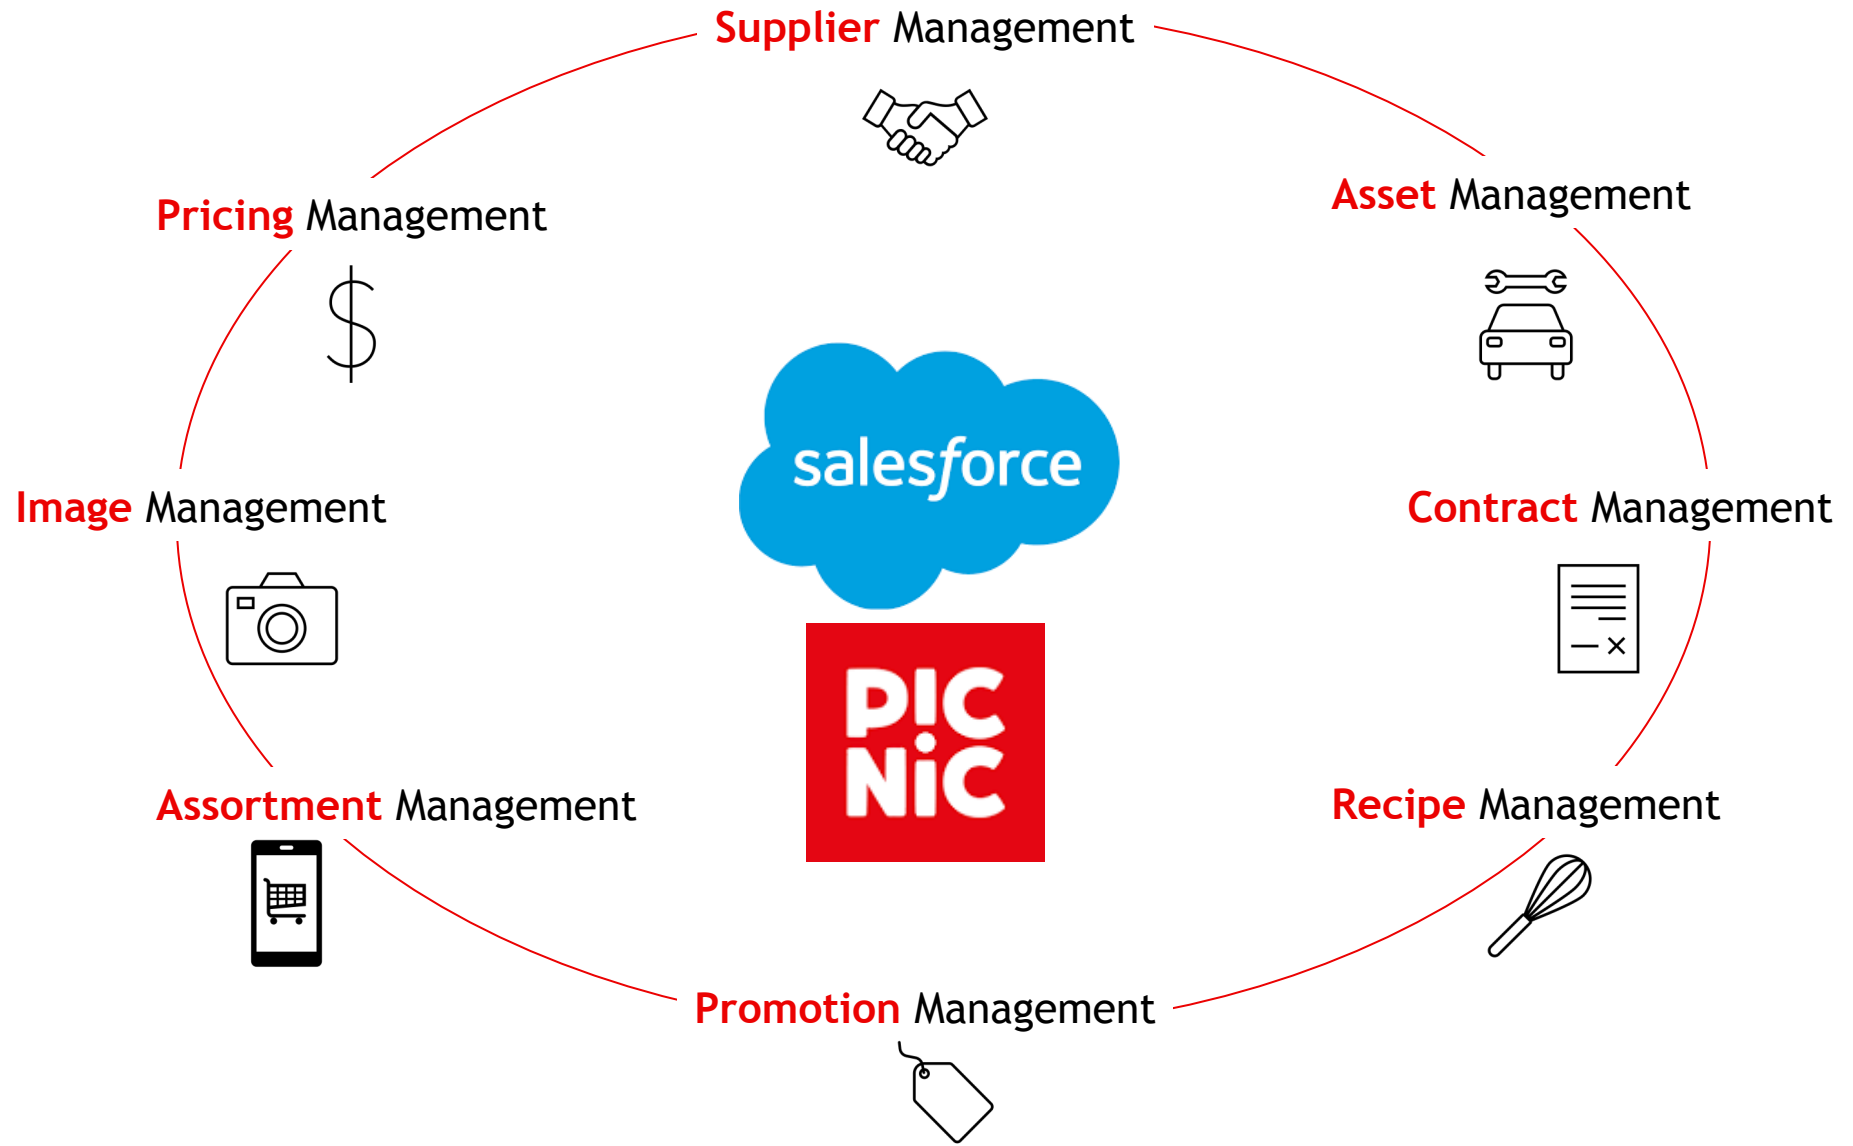 Supplier Management
Asset Management
Pricing Management
salesforce
Image Management
Contract Management
PIC
NiC
Assortment Management
Recipe Management
Promotion Management